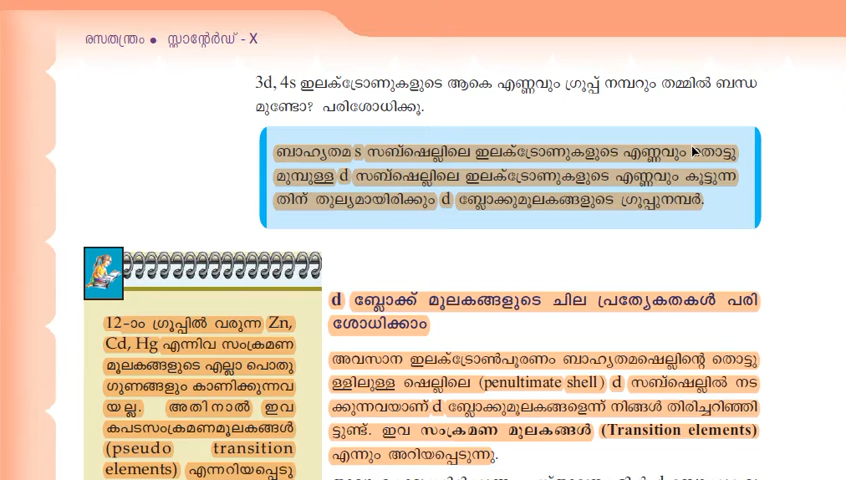 രസതന്ത്രം ● സ്റ്റാന്റേർഡ് - X
3d, 4s ഇലക്ട്രോണുകളുടെ ആകെ എണ്ണവും ഗ്രൂപ്പ് നമ്പറും തമ്മിൽ ബന്ധ
മുണ്ടോ? പരിശോധിക്കൂ.
ബാഹ്യതമ s സബ്ഷെല്ലിലെ ഇലക്ട്രോണുകളുടെ എണ്ണവും തൊട്ടു
മുമ്പുള്ള d സബ്ഷെല്ലിലെ ഇലക്ട്രോണുകളുടെ എണ്ണവും കൂട്ടുന്ന
തിന് തുല്യമായിരിക്കും d ബ്ലോക്കുമൂലകങ്ങളുടെ ഗ്രൂപ്പുനമ്പർ.
d ബ്ലോക്ക് മൂലകങ്ങളുടെ ചില പ്രത്യേകതകൾ പരി
ശോധിക്കാം
അവസാന ഇലക്ട്രോൺപൂരണം ബാഹ്യതമഷെല്ലിന്റെ തൊട്ടു
ള്ളിലുള്ള ഷെല്ലിലെ (penultimate shell) d സബ്ഷെല്ലിൽ നട
ക്കുന്നവയാണ് d ബ്ലോക്കുമൂലകങ്ങളെന്ന് നിങ്ങൾ തിരിച്ചറിഞ്ഞി
ട്ടുണ്ട്. ഇവ സംക്രമണ മൂലകങ്ങൾ (Transition elements)
എന്നും അറിയപ്പെടുന്നു.
12-ാം ഗ്രൂപ്പിൽ വരുന്ന Zn,
Cd, Hg എന്നിവ സംക്രമണ
മൂലകങ്ങളുടെ എല്ലാ പൊതു
ഗുണങ്ങളും കാണിക്കുന്നവ
യല്ല. അതിനാൽ ഇവ
കപടസംക്രമണമൂലകങ്ങൾ
(pseudo transition
elements) എന്നറിയപ്പെടു